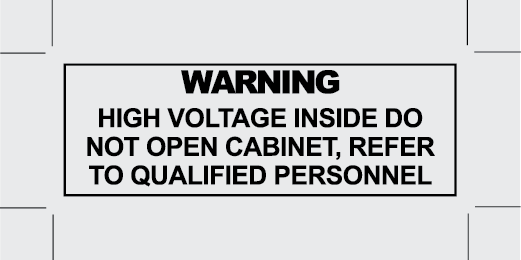 WARNING
HIGH VOLTAGE INSIDE DO
NOT OPEN CABINET, REFER
TO QUALIFIED PERSONNEL